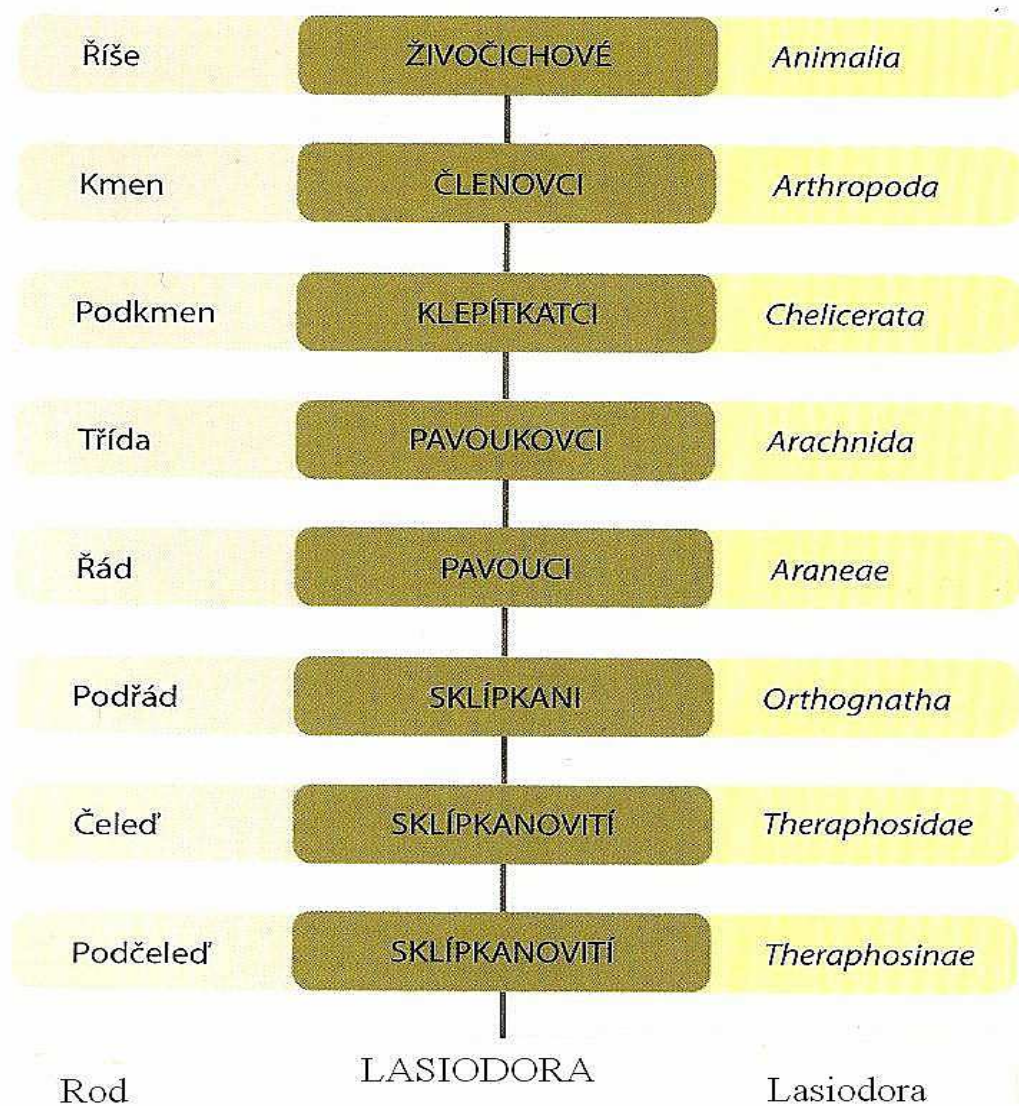 Říše ŽIVOČICHOVÉ Animalia
Kmen ČLENOVCI Arthropoda
Podkmen KLEPÍTKATCI Chelicerata
Třída PAVOUKOVCI Arachnida
Řád PAVOUCI Araneae
Podřád SKLÍPKANI Orthognatha
Čeleď SKLÍPKANOVITÍ Theraphosidae
Podčeleď SKLÍPKANOVITÍ Theraphosinae
Rod LASIODORA Lasiodora